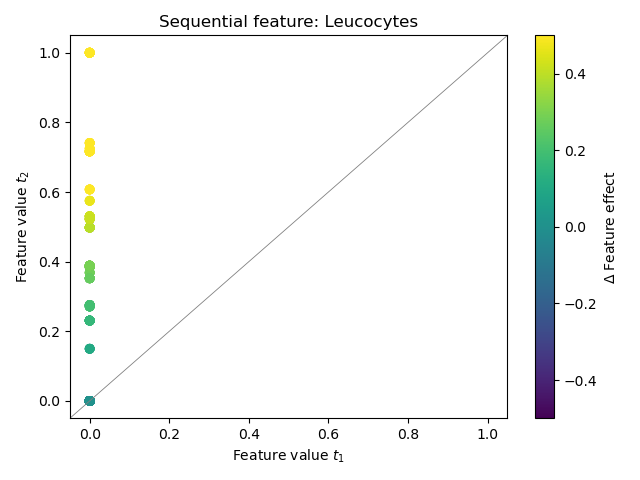 Sequential feature: Leucocytes
1.0
0.8
0.6
0.4
0.2
0.0
Feature value t₂
0.0 0.2 0.4 0.6 0.8 1.0
Feature value t₁
0.4
0.2
0.0
−0.2
−0.4
Δ Feature effect